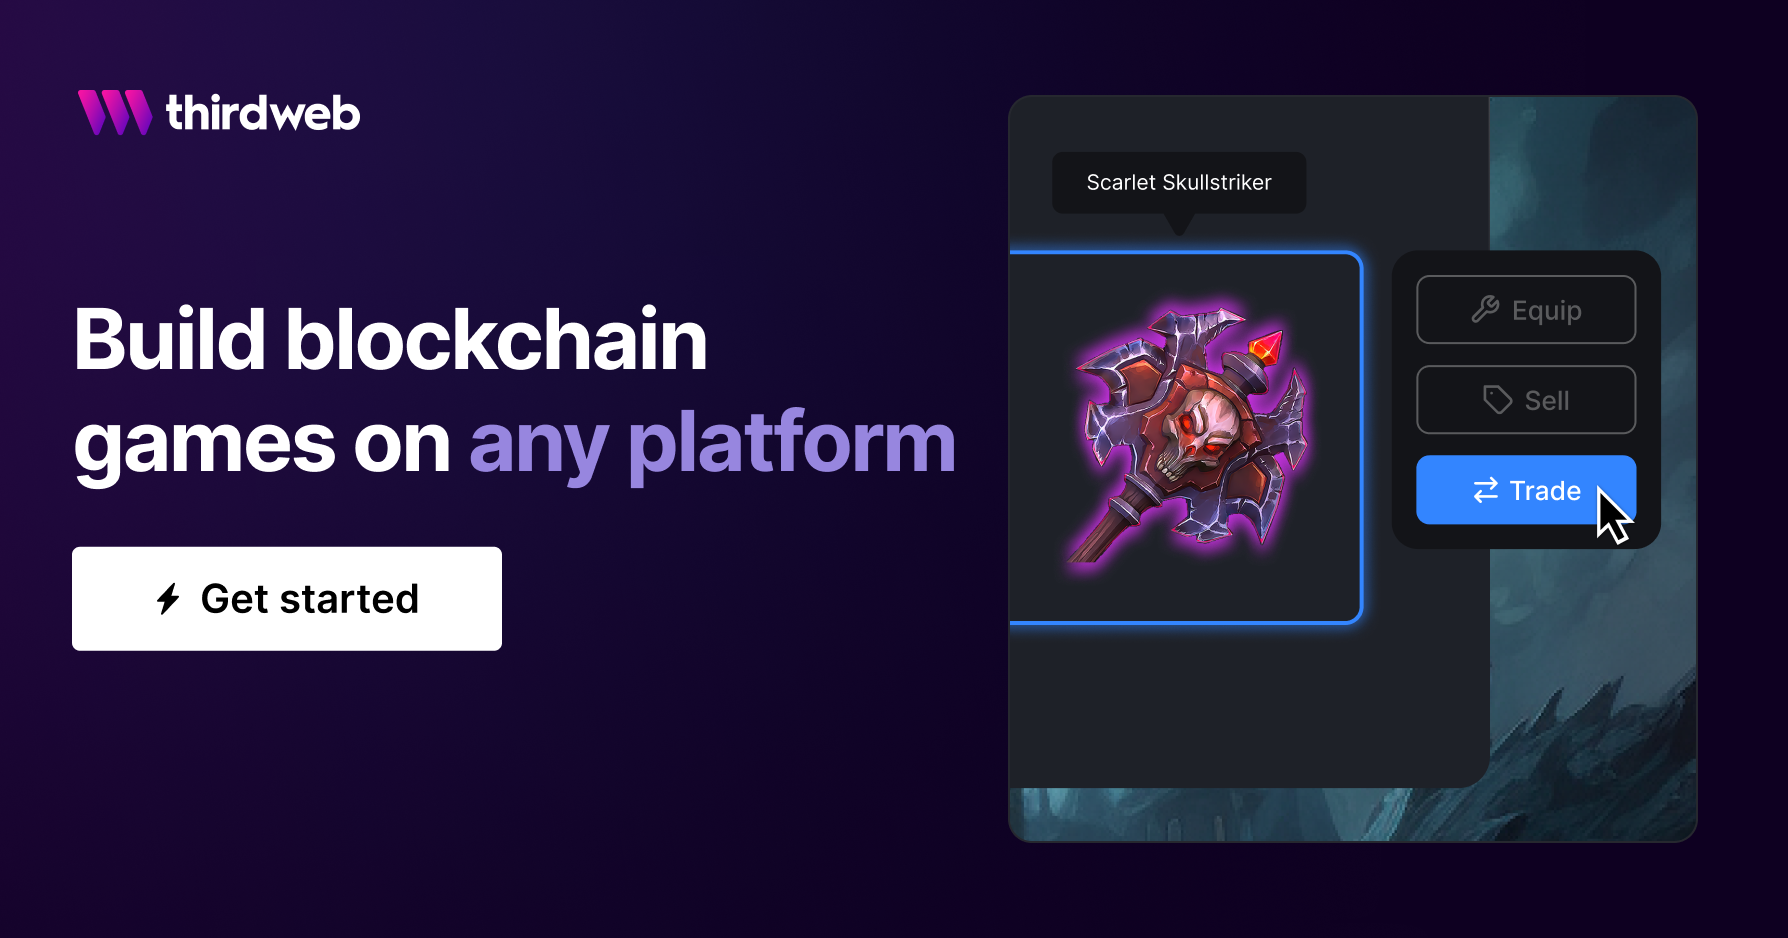 thirdweb
Build blockchain
games on any platform
Get started
Scarlet Skullstriker
Equip
Sell
Trade